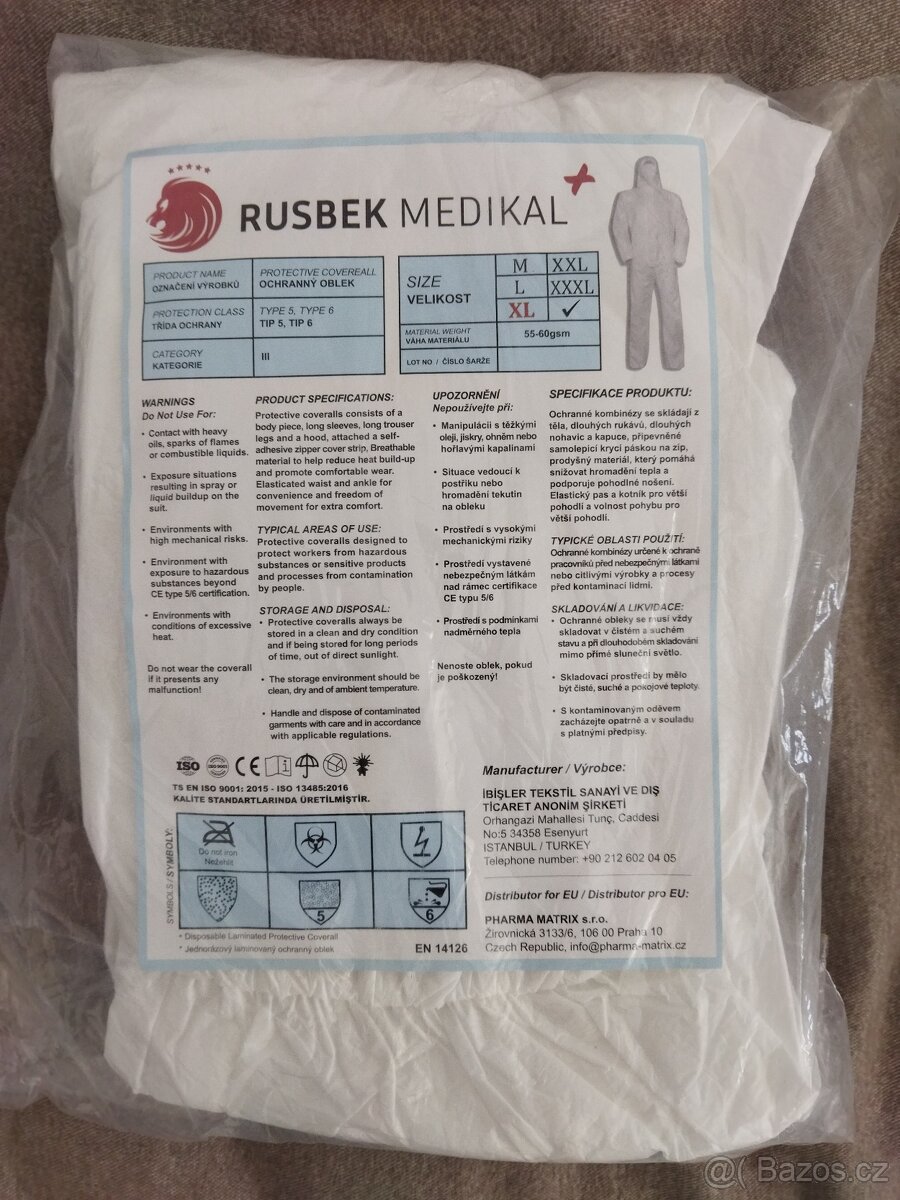 RUSBEK MEDIKAL
PRODUCT NAME
OZNAČENÍ VÝROBKŮ
PROTECTIVE COVEREALL
OCHRANNÝ OBLEK
PROTECTION CLASS
TŘÍDA OCHRANY
TYPE 5, TYPE 6
TIP 5, TIP 6
CATEGORY
KATEGORIE
III
SIZE
VELIKOST
M XXL
L XXXL
XL ✓
MATERIAL WEIGHT
VÁHA MATERIÁLU
55-60gsm
LOT NO / ČÍSLO ŠARŽE
WARNINGS
Do Not Use For:
• Contact with heavy
oils, sparks of flames
or combustible liquids.
• Exposure situations
resulting in spray or
liquid buildup on the
suit.
• Environments with
high mechanical risks.
• Environment with
exposure to hazardous
substances beyond
CE type 5/6 certification.
• Environments with
conditions of excessive
heat.
Do not wear the coverall
if it presents any
malfunction!
PRODUCT SPECIFICATIONS:
Protective coveralls consists of a
body piece, long sleeves, long trouser
legs and a hood, attached a self-
adhesive zipper cover strip, Breathable
material to help reduce heat build-up
and promote comfortable wear.
Elasticated waist and ankle for
convenience and freedom of
movement for extra comfort.
TYPICAL AREAS OF USE:
Protective coveralls designed to
protect workers from hazardous
substances or sensitive products
and processes from contamination
by people.
STORAGE AND DISPOSAL:
• Protective coveralls always be
stored in a clean and dry condition
and if being stored for long periods
of time, out of direct sunlight.
• The storage environment should be
clean, dry and of ambient temperature.
• Handle and dispose of contaminated
garments with care and in accordance
with applicable regulations.
UPOZORNĚNÍ
Nepoužívejte při:
• Manipulácii s těžkými
oleji, jiskry, ohněm nebo
hořlavými kapalinami
• Situace vedoucí k
postřiku nebo
hromadění tekutin
na obleku
• Prostředí s vysokými
mechanickými riziky
• Prostředí vystavené
nebezpečným látkám
nad rámec certifikace
CE typu 5/6
• Prostředí s podmínkami
nadměrného tepla
Nenoste oblek, pokud
je poškozený!
SPECIFIKACE PRODUKTU:
Ochranné kombinézy se skládají z
těla, dlouhých rukávů, dlouhých
nohavic a kapuce, připevněné
samolepicí krycí páskou na zip,
prodyšný materiál, který pomáhá
snižovat hromadění tepla a
podporuje pohodlné nošení.
Elastický pas a kotník pro větší
pohodlí a volnost pohybu pro
větší pohodlí.
TYPICKÉ OBLASTI POUŽITÍ:
Ochranné kombinézy určené k ochraně
pracovníků před nebezpečnými látkami
nebo citlivými výrobky a procesy
před kontaminací lidmi.
SKLADOVÁNÍ A LIKVIDACE:
• Ochranné obleky se musí vždy
skladovat v čistém a suchém
stavu a při dlouhodobém skladování
mimo přímé sluneční světlo.
• Skladovací prostředí by mělo
být čisté, suché a pokojové teploty.
• S kontaminovaným oděvem
zacházejte opatrně a v souladu
s platnými předpisy.
ISO ISO 9001 CE
TS EN ISO 9001: 2015 - ISO 13485:2016
KALİTE STANDARTLARINDA ÜRETİLMİŞTİR.
SYMBOLS / SYMBOLY:
Do not iron
Nežehlit
5
6
* Disposable Laminated Protective Coverall
* Jednorázový laminovaný ochranný oblek
EN 14126
Manufacturer / Výrobce:
İBİŞLER TEKSTİL SANAYİ VE DIŞ
TİCARET ANONİM ŞİRKETİ
Orhangazi Mahallesi Tunç, Caddesi
No:5 34358 Esenyurt
ISTANBUL / TURKEY
Telephone number: +90 212 602 04 05
Distributor for EU / Distributor pro EU:
PHARMA MATRIX s.r.o.
Žirovnická 3133/6, 106 00 Praha 10
Czech Republic, info@pharma-matrix.cz
@( Bazos.cz